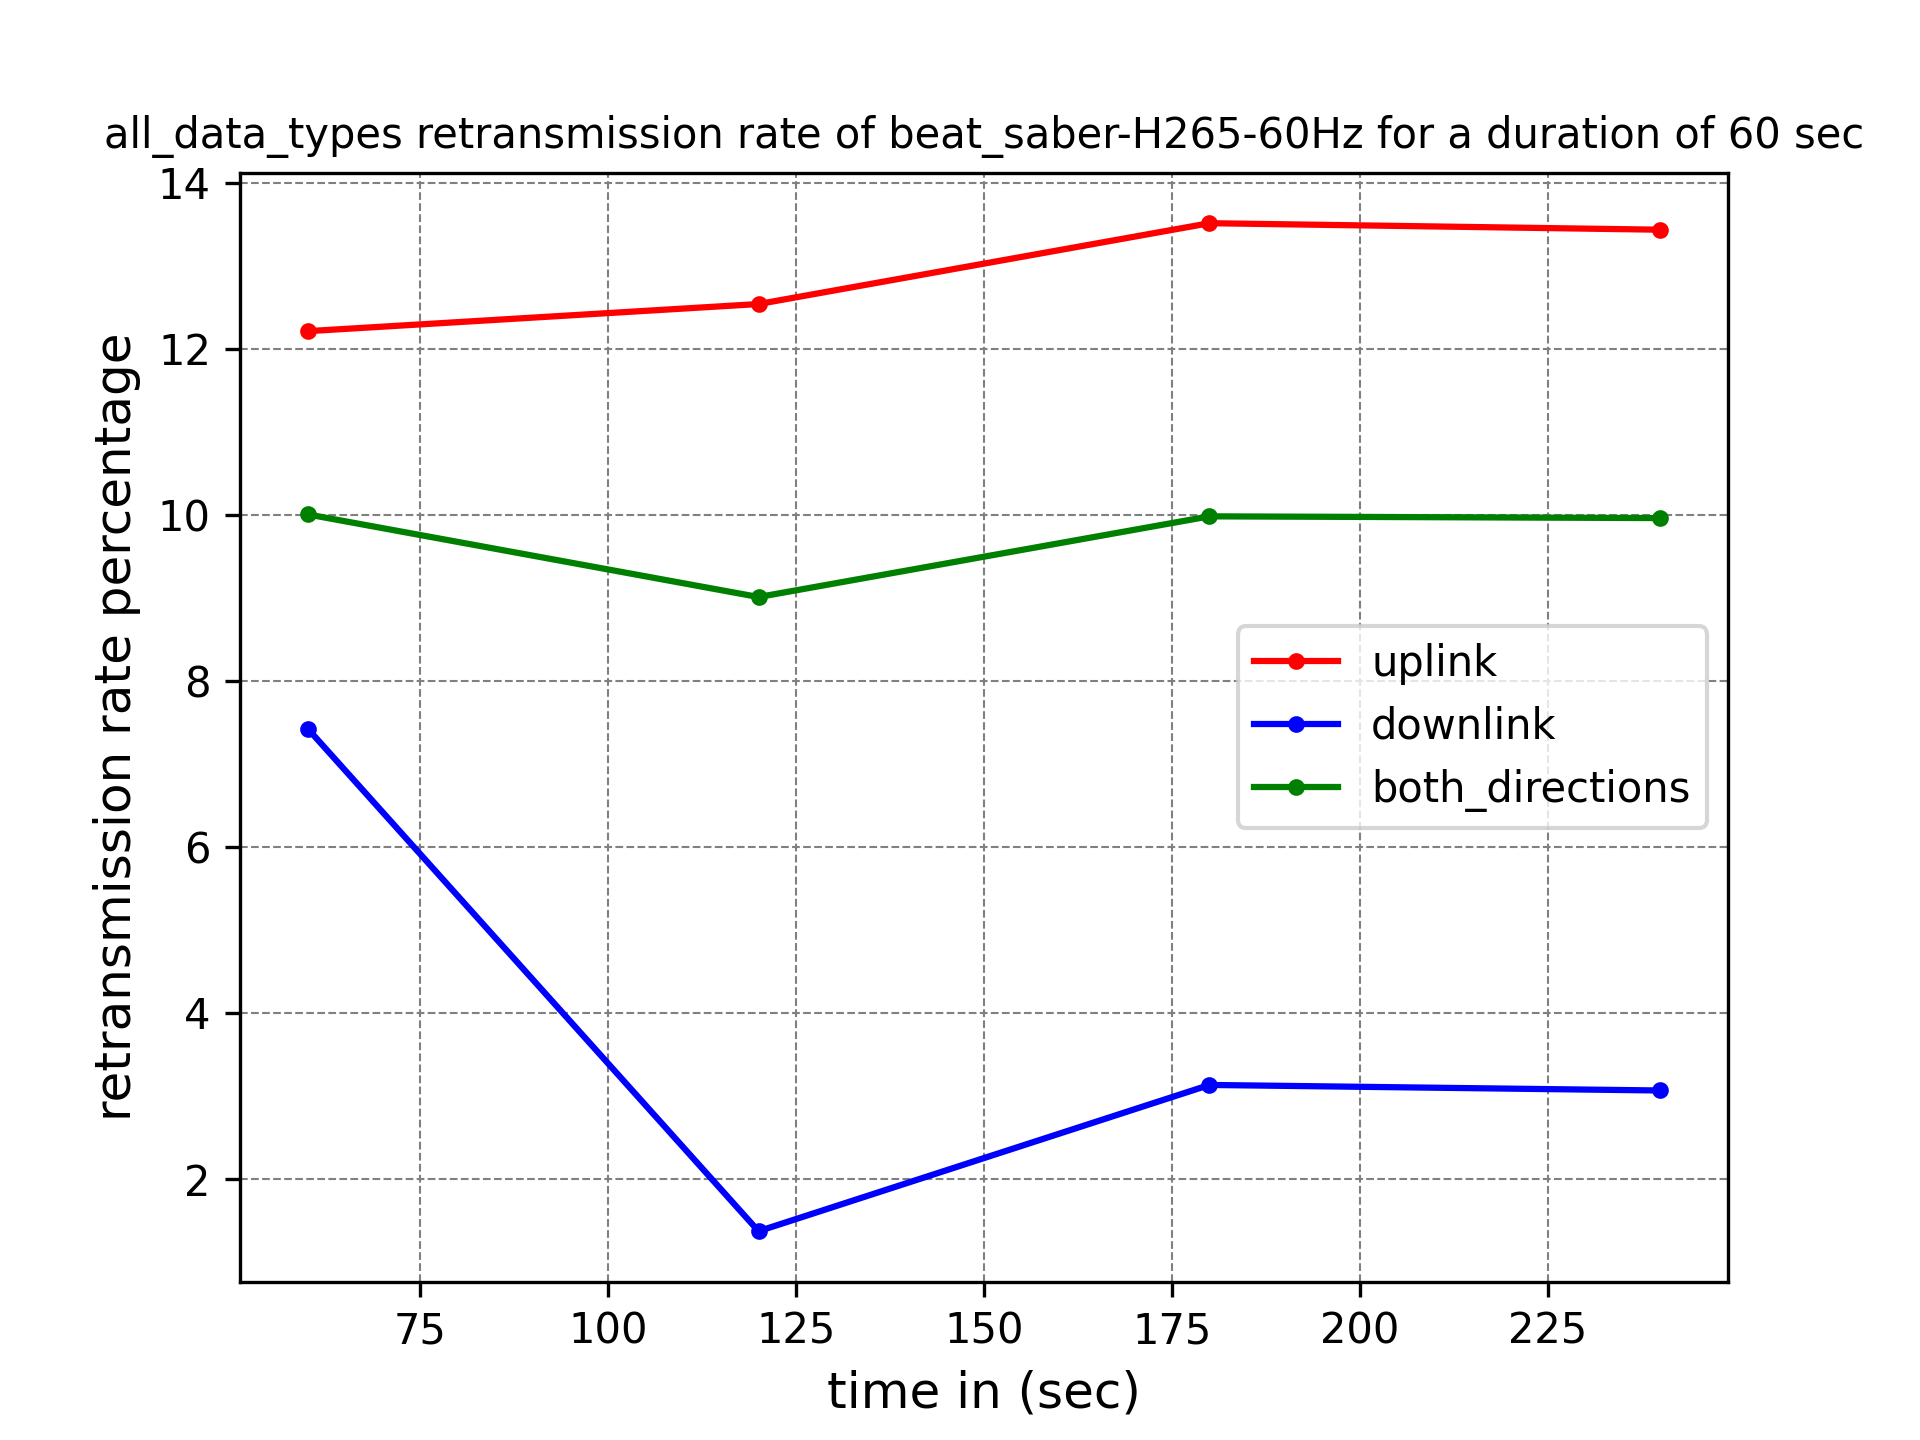 all_data_types retransmission rate of beat_saber-H265-60Hz for a duration of 60 sec
14
12
10
8
6
4
2
retransmission rate percentage
uplink
downlink
both_directions
75 100 125 150 175 200 225
time in (sec)